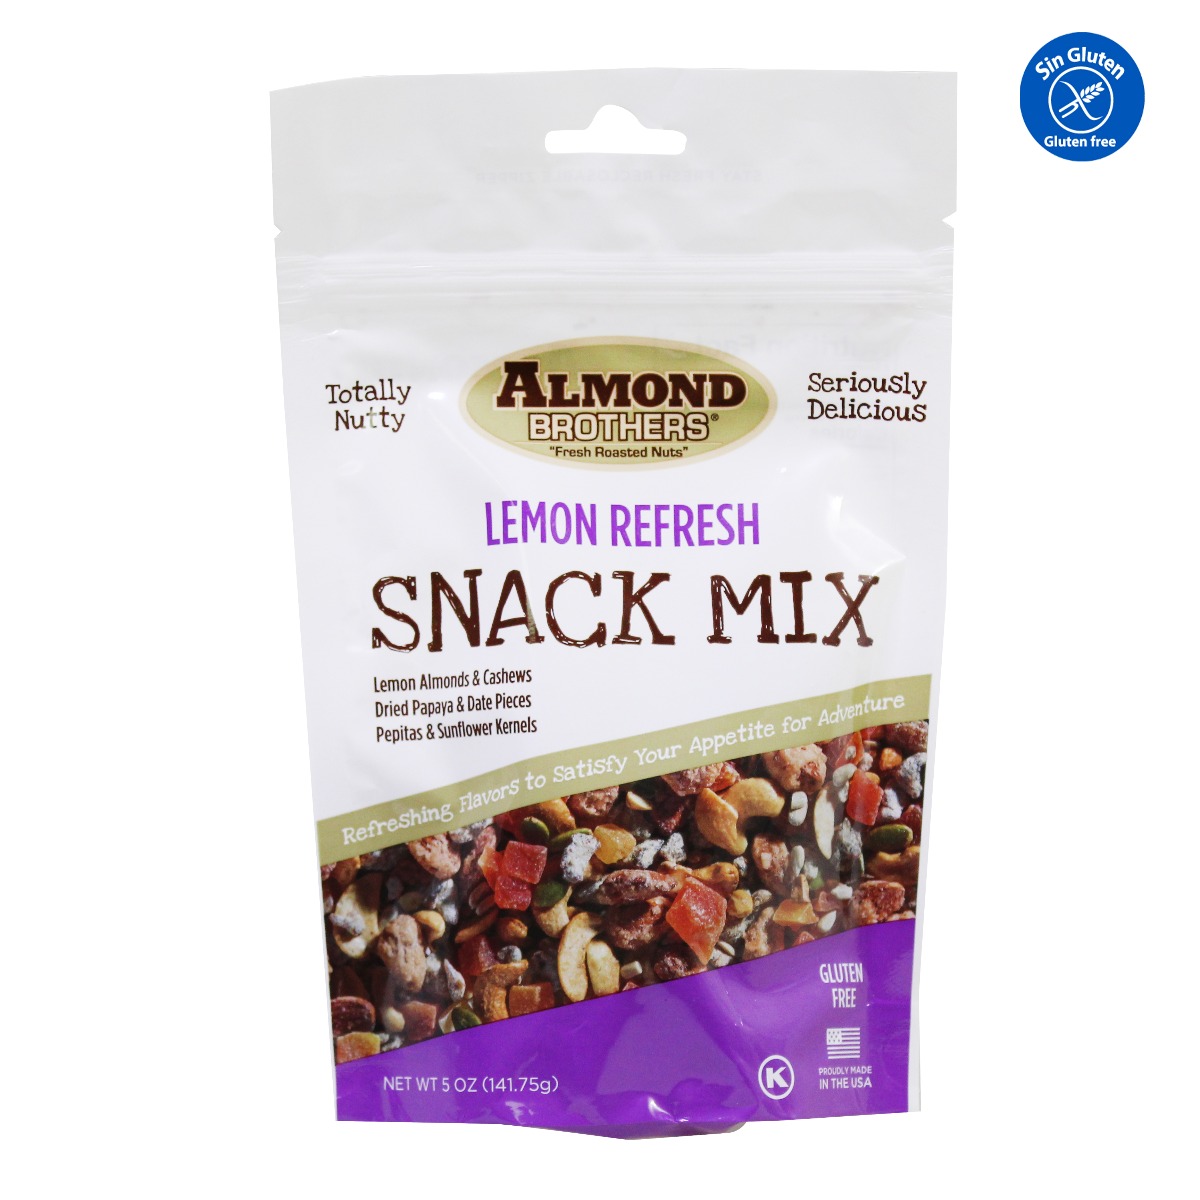 Sin Gluten
Gluten free
Totally
Nutty
ALMOND
BROTHERS®
"Fresh Roasted Nuts"
Seriously
Delicious
LEMON REFRESH
SNACK MIX
Lemon Almonds & Cashews
Dried Papaya & Date Pieces
Pepitas & Sunflower Kernels
Refreshing Flavors to Satisfy Your Appetite for Adventure
GLUTEN
FREE
NET WT 5 OZ (141.75g)
K
PROUDLY MADE
IN THE USA